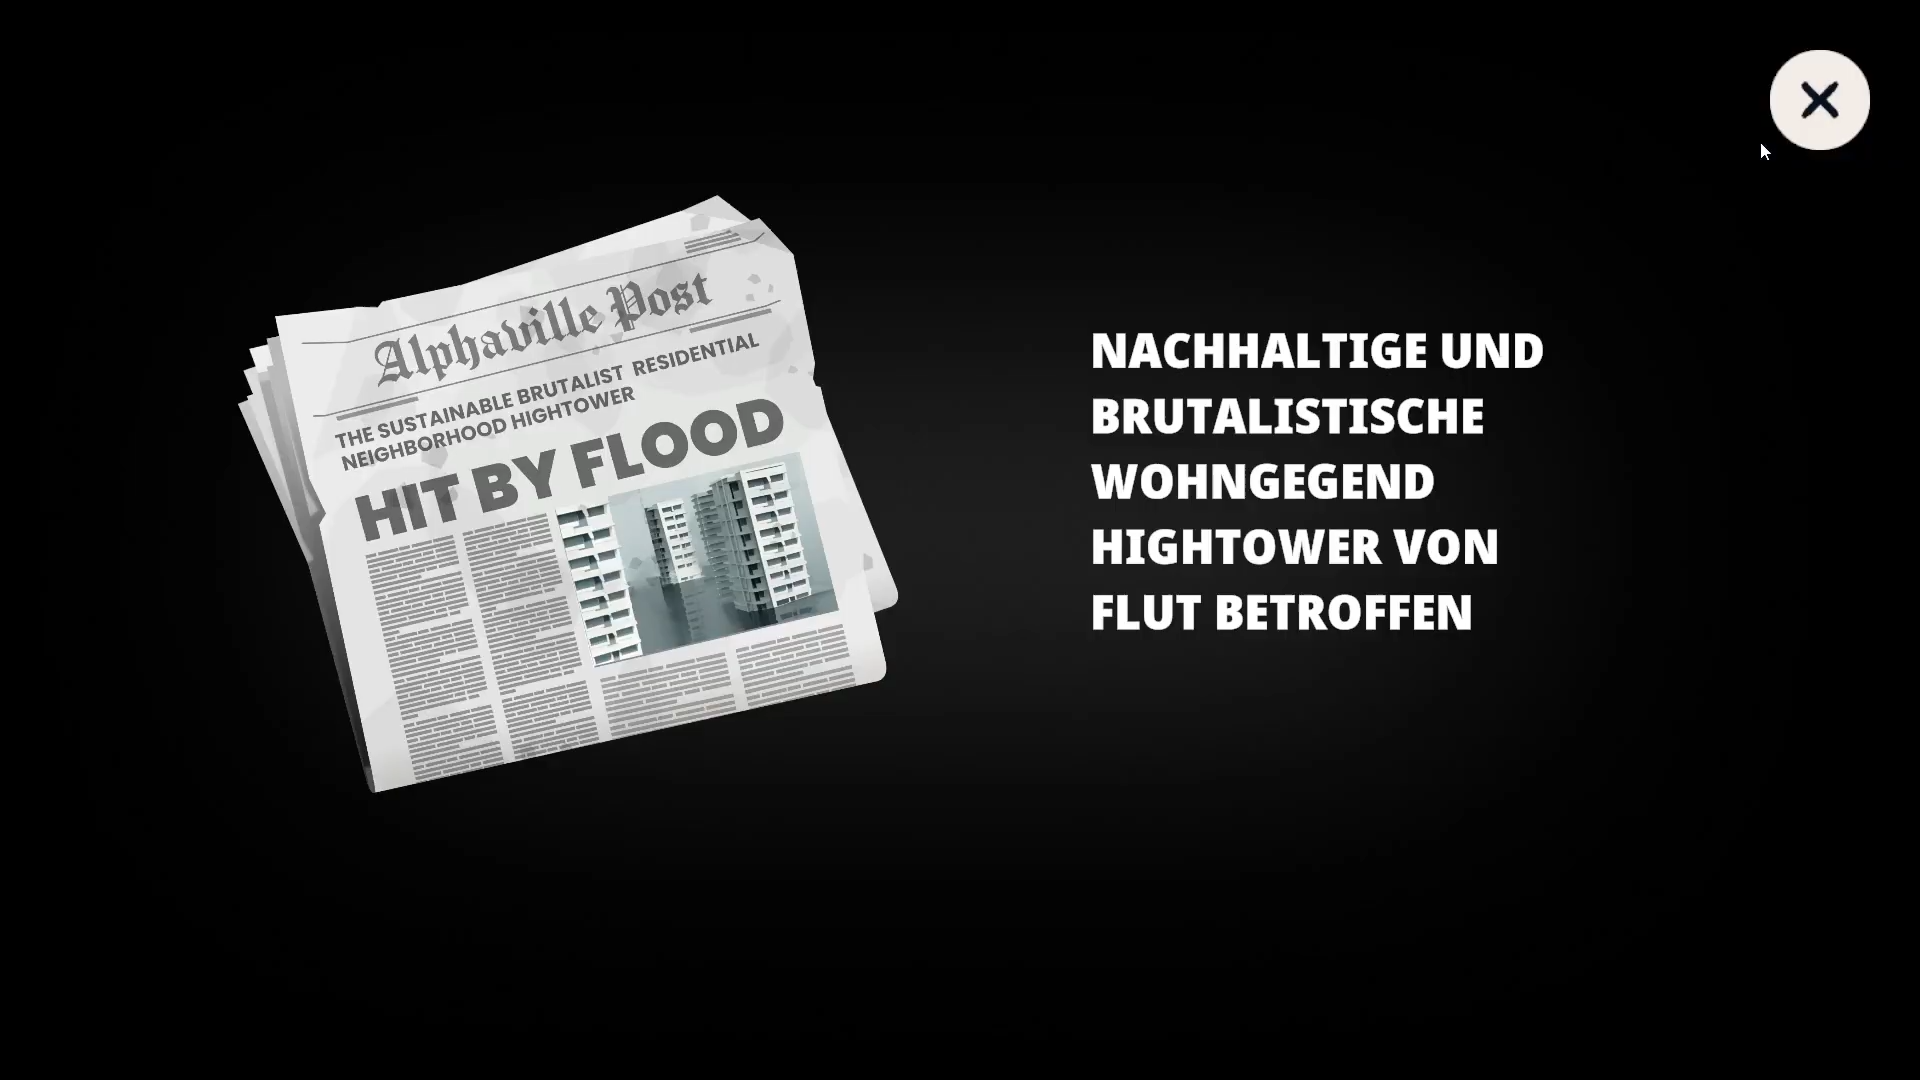 Alphaville Post
THE SUSTAINABLE BRUTALIST RESIDENTIAL
NEIGHBORHOOD HIGHTOWER
HIT BY FLOOD
NACHHALTIGE UND
BRUTALISTISCHE
WOHNGEGEND
HIGHTOWER VON
FLUT BETROFFEN